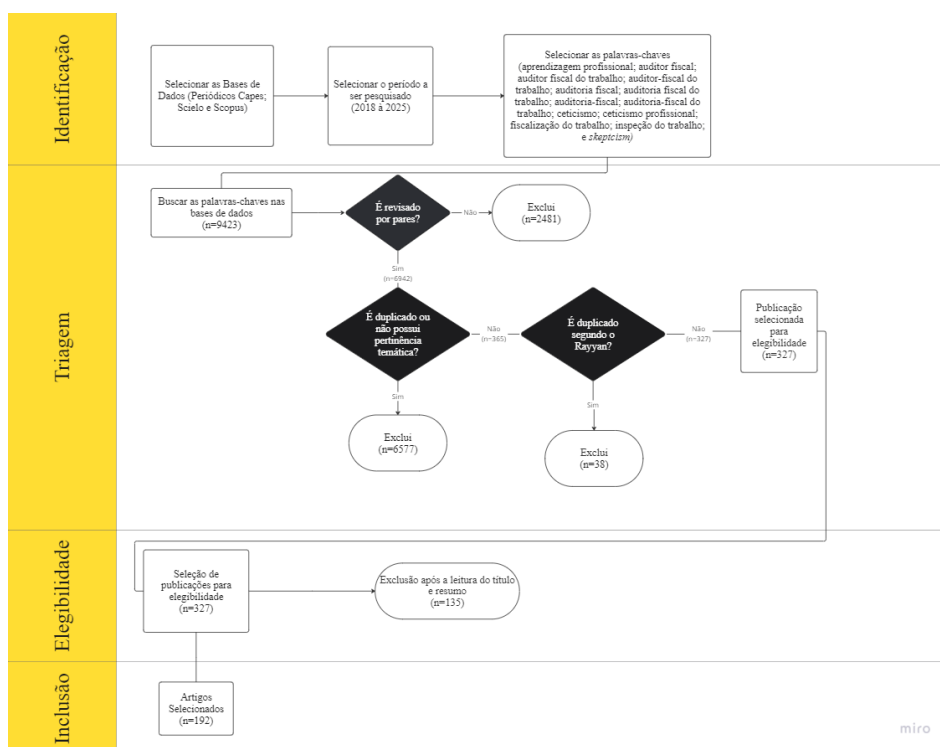 Identificação
Selecionar as Bases de
Dados (Periódicos Capes;
Scielo e Scopus)
Selecionar o período a
ser pesquisado
(2018 à 2025)
Selecionar as palavras-chaves
(aprendizagem profissional; auditor fiscal;
auditor fiscal do trabalho; auditor-fiscal do
trabalho; auditoria fiscal; auditoria fiscal do
trabalho; auditoria-fiscal; auditoria-fiscal do
trabalho; ceticismo; ceticismo profissional;
fiscalização do trabalho; inspeção do trabalho;
e skeptcism)
Triagem
Buscar as palavras-chaves nas
bases de dados
(n=9423)
É revisado
por pares?
Não
Exclui
(n=2481)
Sim
(n=6942)
É duplicado ou
não possui
pertinência
temática?
Não
(n=365)
É duplicado
segundo o
Rayyan?
Não
(n=327)
Publicação
selecionada
para
elegibilidade
(n=327)
Sim
Exclui
(n=6577)
Sim
Exclui
(n=38)
Elegibilidade
Seleção de
publicações para
elegibilidade
(n=327)
Exclusão após a leitura do título
e resumo
(n=135)
Inclusão
Artigos
Selecionados
(n=192)
miro